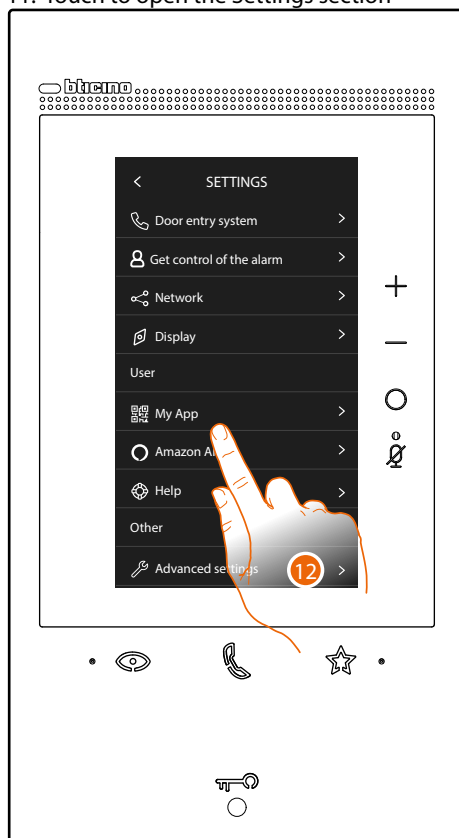 11. Touch to open the Settings section
bticino
SETTINGS
Door entry system
Get control of the alarm
Network
Display
User
My App
Amazon Al
Help
Other
Advanced settings
12